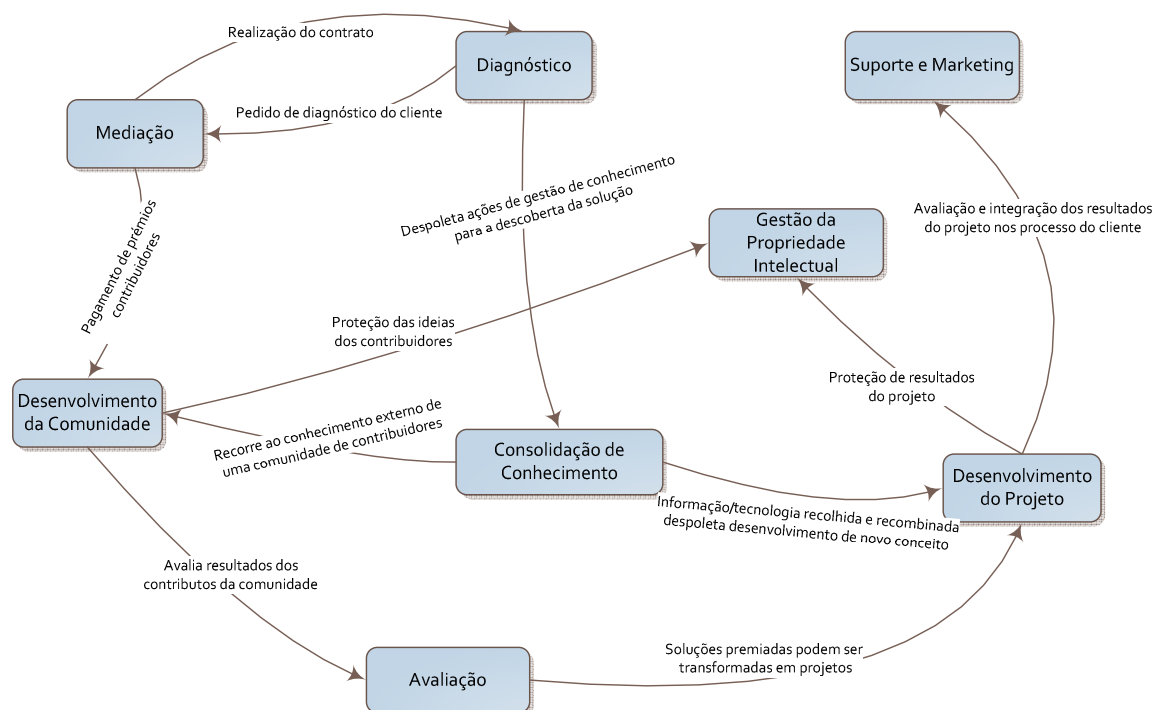 Realização do contrato
Diagnóstico
Suporte e Marketing
Pedido de diagnóstico do cliente
Mediação
Despoleta ações de gestão de conhecimento
para a descoberta da solução
Avaliação e integração dos resultados
do projeto nos processo do cliente
Gestão da
Propriedade
Intelectual
Pagamento de prémios
contribuidores
Proteção das ideias
dos contribuidores
Proteção de resultados
do projeto
Desenvolvimento
da Comunidade
Recorre ao conhecimento externo de
uma comunidade de contribuidores
Consolidação de
Conhecimento
Desenvolvimento
do Projeto
Informação/tecnologia recolhida e recombinada
despoleta desenvolvimento de novo conceito
Avalia resultados dos
contributos da comunidade
Soluções premiadas podem ser
transformadas em projetos
Avaliação